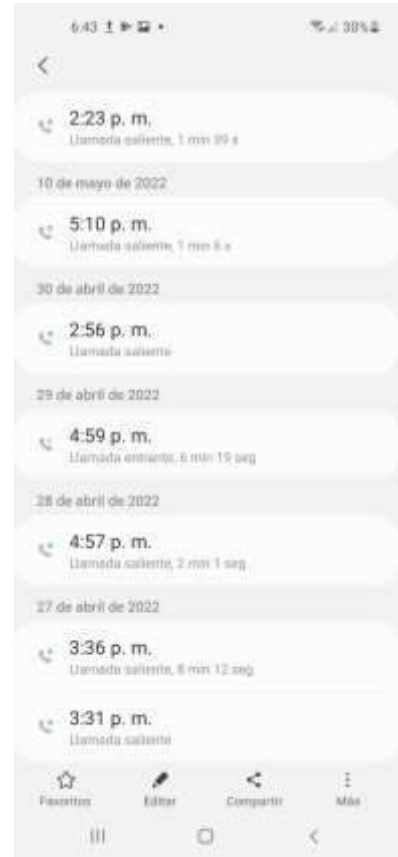 6:43
30%
2:23 p. m.
Llamada saliente, 1 min 39 s
10 de mayo de 2022
5:10 p. m.
Llamada saliente, 1 min 6 s
30 de abril de 2022
2:56 p. m.
Llamada saliente
29 de abril de 2022
4:59 p. m.
Llamada entrante, 6 min 19 seg
28 de abril de 2022
4:57 p. m.
Llamada saliente, 2 min 1 seg
27 de abril de 2022
3:36 p. m.
Llamada saliente, 8 min 12 seg
3:31 p. m.
Llamada saliente
Favoritos Editar Compartir Más